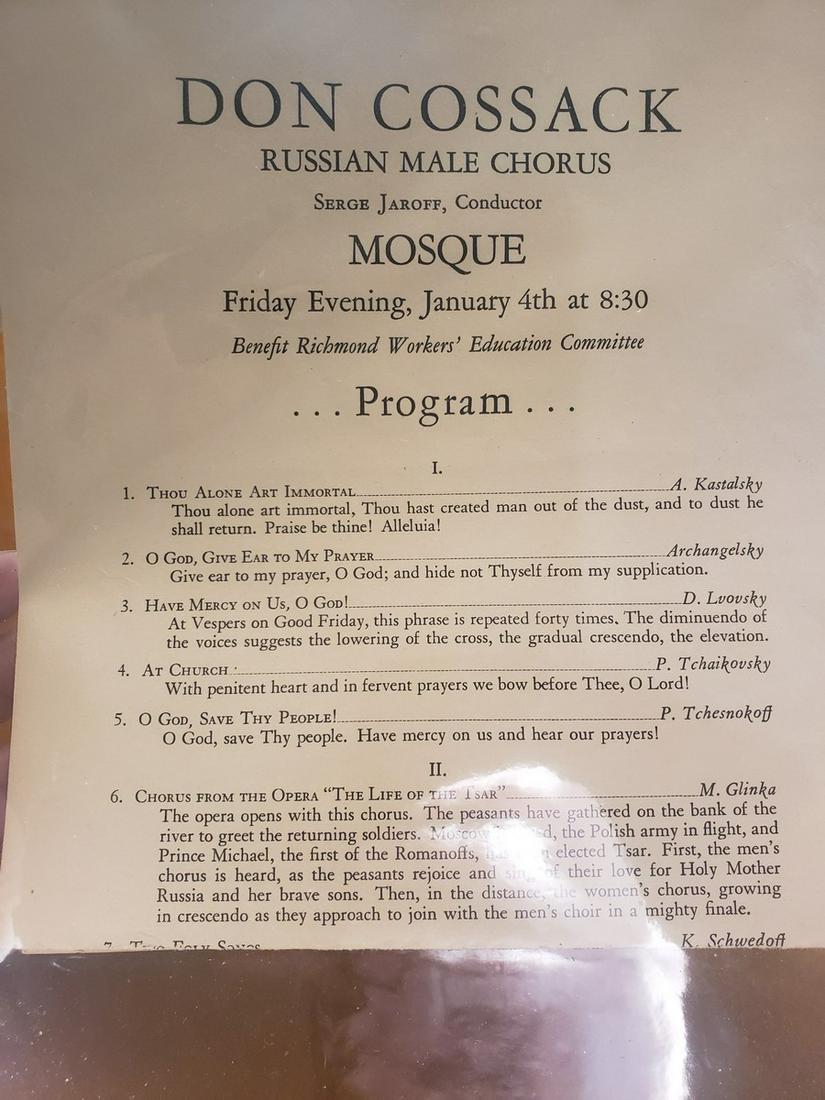 DON COSSACK
RUSSIAN MALE CHORUS
SERGE JAROFF, Conductor
MOSQUE
Friday Evening, January 4th at 8:30
Benefit Richmond Workers' Education Committee
. . . Program . . .
I.
1. THOU ALONE ART IMMORTAL A. Kastalsky
Thou alone art immortal, Thou hast created man out of the dust, and to dust he
shall return. Praise be thine! Alleluia!
2. O GOD, GIVE EAR TO MY PRAYER Archangelsky
Give ear to my prayer, O God; and hide not Thyself from my supplication.
3. HAVE MERCY ON US, O GOD! D. Lvovsky
At Vespers on Good Friday, this phrase is repeated forty times. The diminuendo of
the voices suggests the lowering of the cross, the gradual crescendo, the elevation.
4. AT CHURCH P. Tchaikovsky
With penitent heart and in fervent prayers we bow before Thee, O Lord!
5. O GOD, SAVE THY PEOPLE! P. Tchesnokoff
O God, save Thy people. Have mercy on us and hear our prayers!
II.
6. CHORUS FROM THE OPERA "THE LIFE OF THE TSAR" M. Glinka
The opera opens with this chorus. The peasants have gathered on the bank of the
river to greet the returning soldiers. Moscow the Polish army in flight, and
Prince Michael, the first of the Romanoffs, elected Tsar. First, the men's
chorus is heard, as the peasants rejoice and sing of their love for Holy Mother
Russia and her brave sons. Then, in the distance, the women's chorus, growing
in crescendo as they approach to join with the men's choir in a mighty finale.
7. TWO FOLK SONGS K. Schwedoff